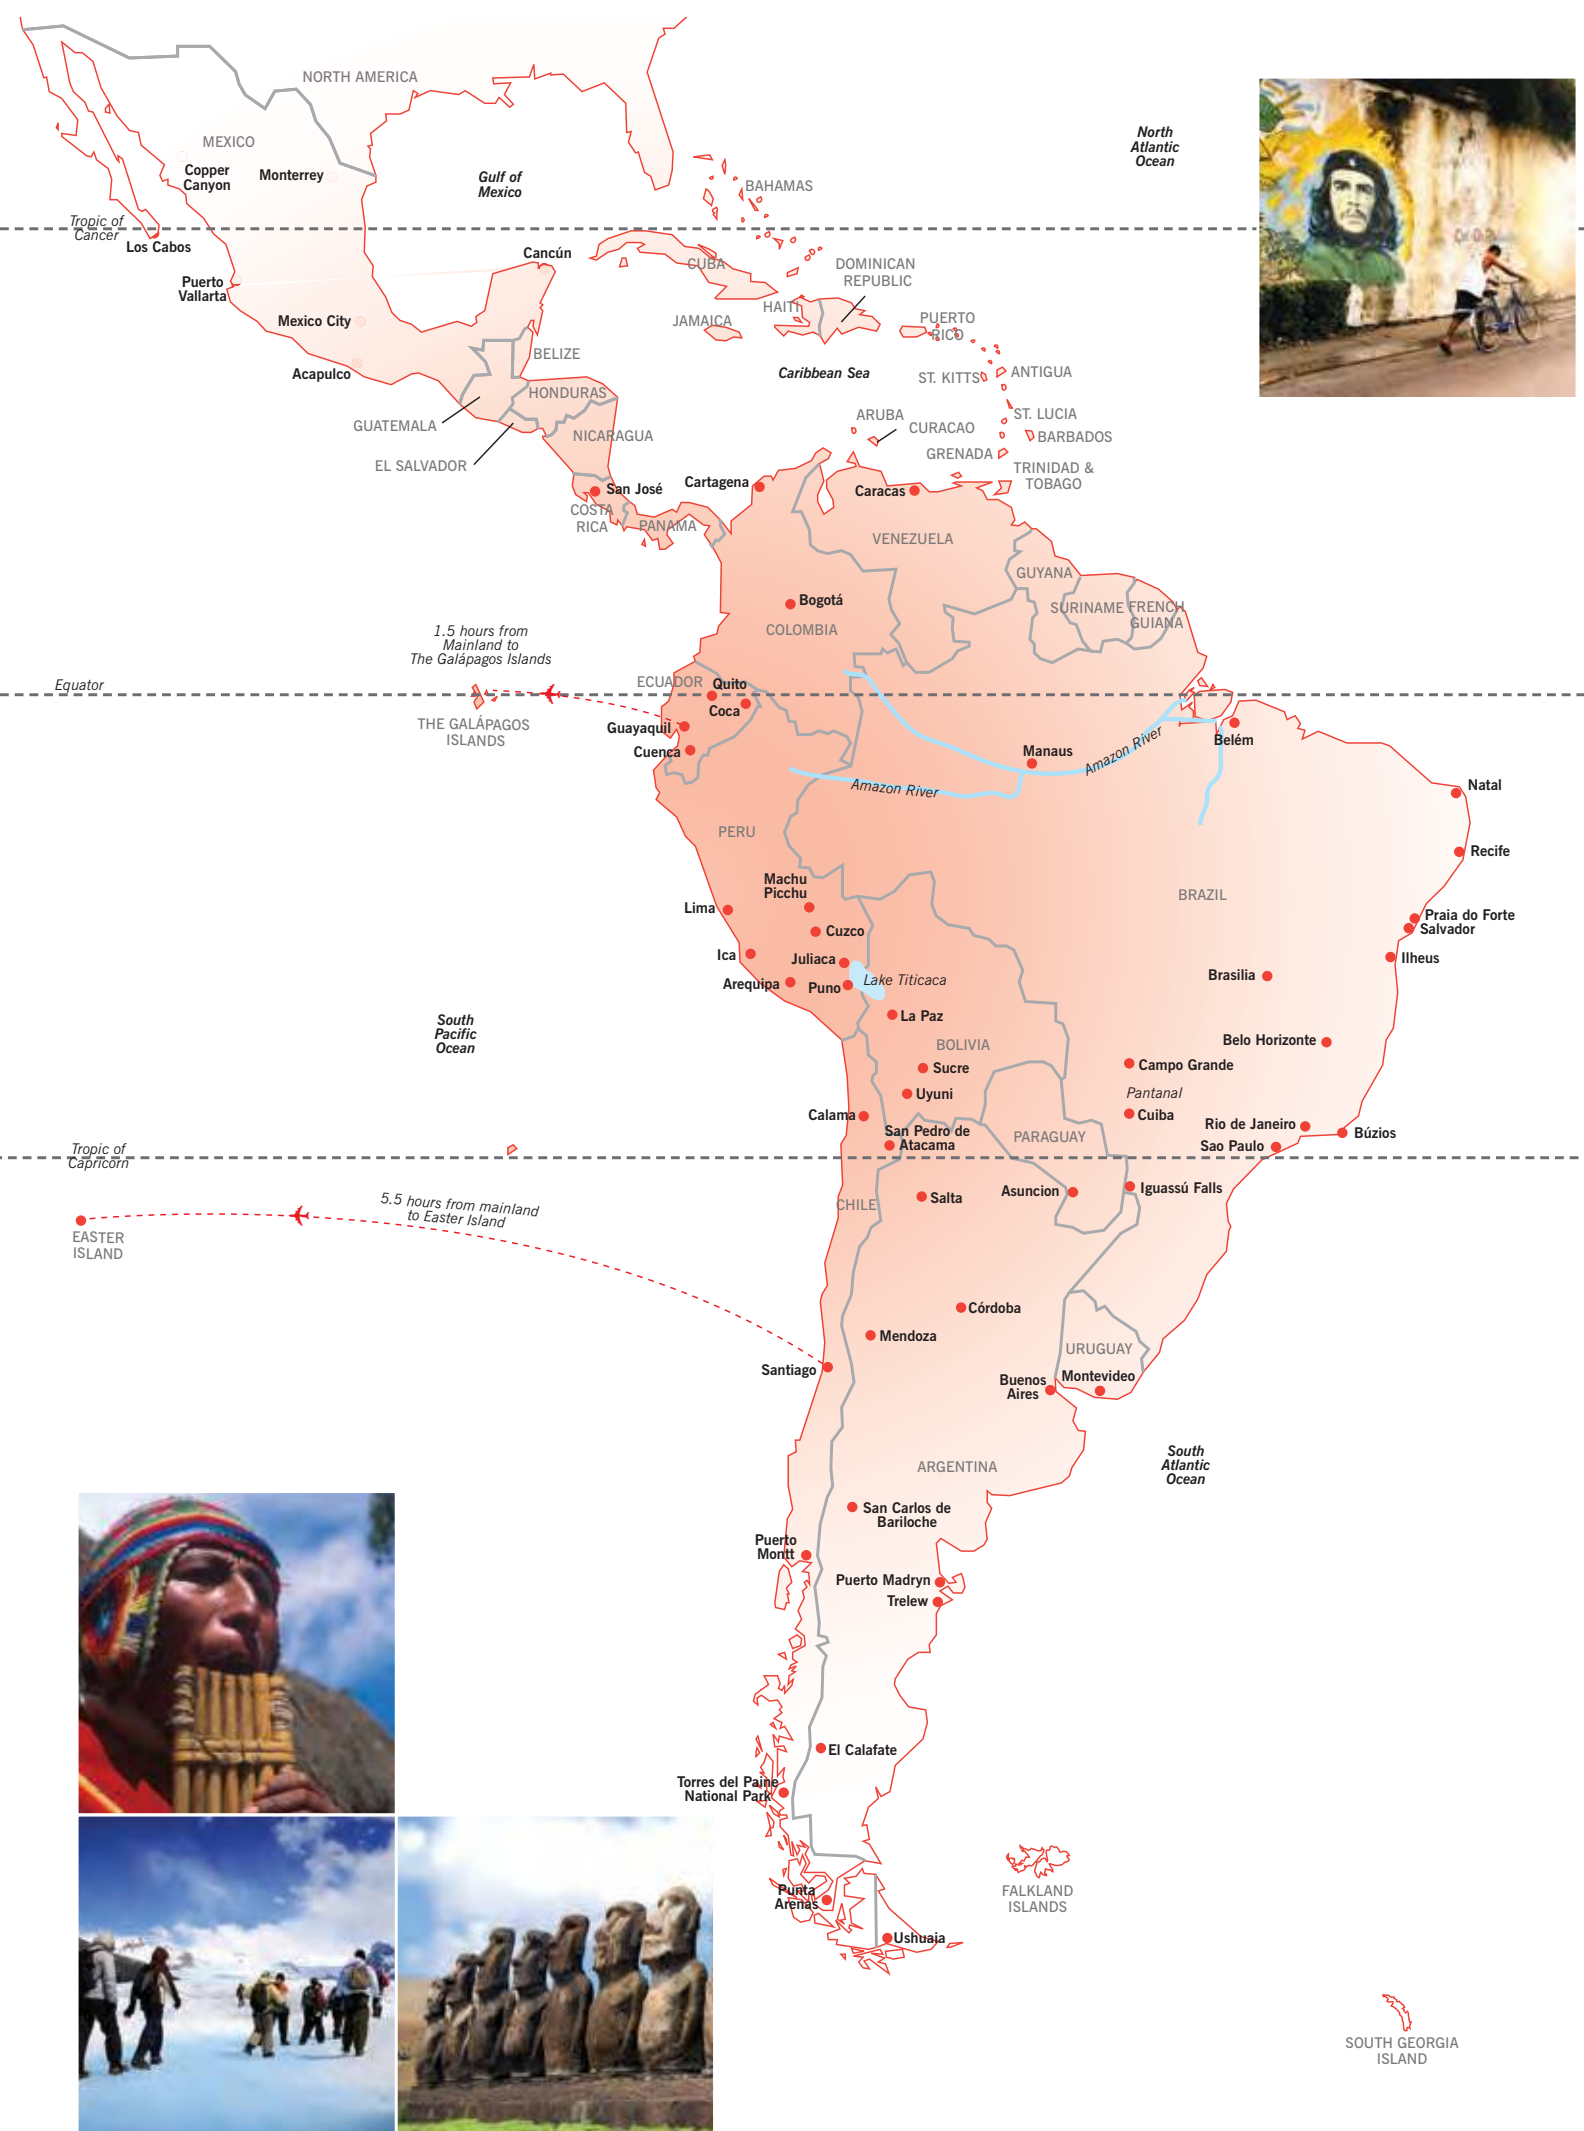 NORTH AMERICA
MEXICO
Copper
Canyon
Monterrey
Gulf of
Mexico
North
Atlantic
Ocean
BAHAMAS
Tropic of
Cancer
Los Cabos
Cancún
CUBA
DOMINICAN
REPUBLIC
Puerto
Vallarta
HAITI
JAMAICA
PUERTO
RICO
Mexico City
BELIZE
Caribbean Sea
ST. KITTS
ANTIGUA
Acapulco
HONDURAS
GUATEMALA
ARUBA
CURACAO
ST. LUCIA
BARBADOS
NICARAGUA
EL SALVADOR
GRENADA
TRINIDAD &
TOBAGO
San José
Cartagena
Caracas
COSTA
RICA
PANAMA
VENEZUELA
GUYANA
SURINAME
FRENCH
GUIANA
Bogotá
COLOMBIA
1.5 hours from
Mainland to
The Galápagos Islands
Equator
ECUADOR
Quito
Coca
THE GALÁPAGOS
ISLANDS
Guayaquil
Cuenca
Manaus
Amazon River
Belém
Amazon River
Natal
PERU
Recife
Machu
Picchu
BRAZIL
Lima
Praia do Forte
Salvador
Cuzco
Ica
Juliaca
Ilheus
Arequipa
Puno
Lake Titicaca
Brasilia
La Paz
South
Pacific
Ocean
BOLIVIA
Belo Horizonte
Sucre
Campo Grande
Uyuni
Pantanal
Calama
Cuiba
San Pedro de
Atacama
PARAGUAY
Rio de Janeiro
Búzios
Sao Paulo
Tropic of
Capricorn
CHILE
Salta
Asuncion
Iguassú Falls
5.5 hours from mainland
to Easter Island
EASTER
ISLAND
Córdoba
Mendoza
URUGUAY
Santiago
Buenos
Aires
Montevideo
ARGENTINA
South
Atlantic
Ocean
San Carlos de
Bariloche
Puerto
Montt
Puerto Madryn
Trelew
El Calafate
Torres del Paine
National Park
Punta
Arenas
FALKLAND
ISLANDS
Ushuaia
SOUTH GEORGIA
ISLAND